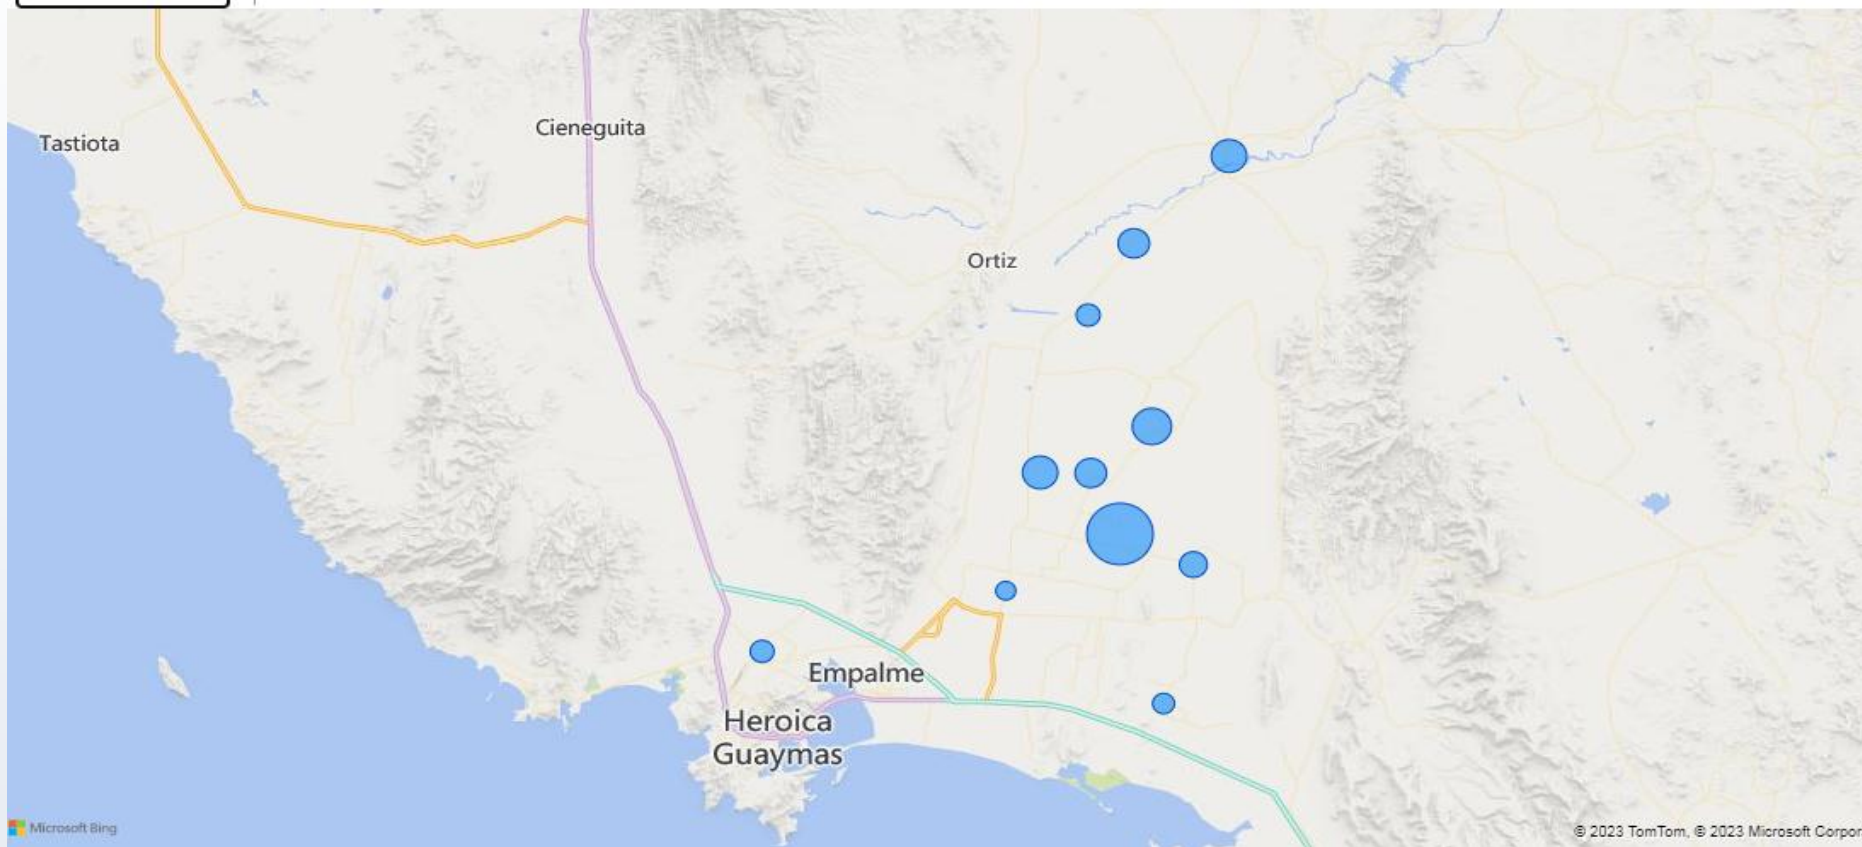 Cieneguita
Tastiota
Ortiz
Empalme
Heroica
Guaymas
Microsoft Bing
© 2023 TomTom, © 2023 Microsoft Corpor